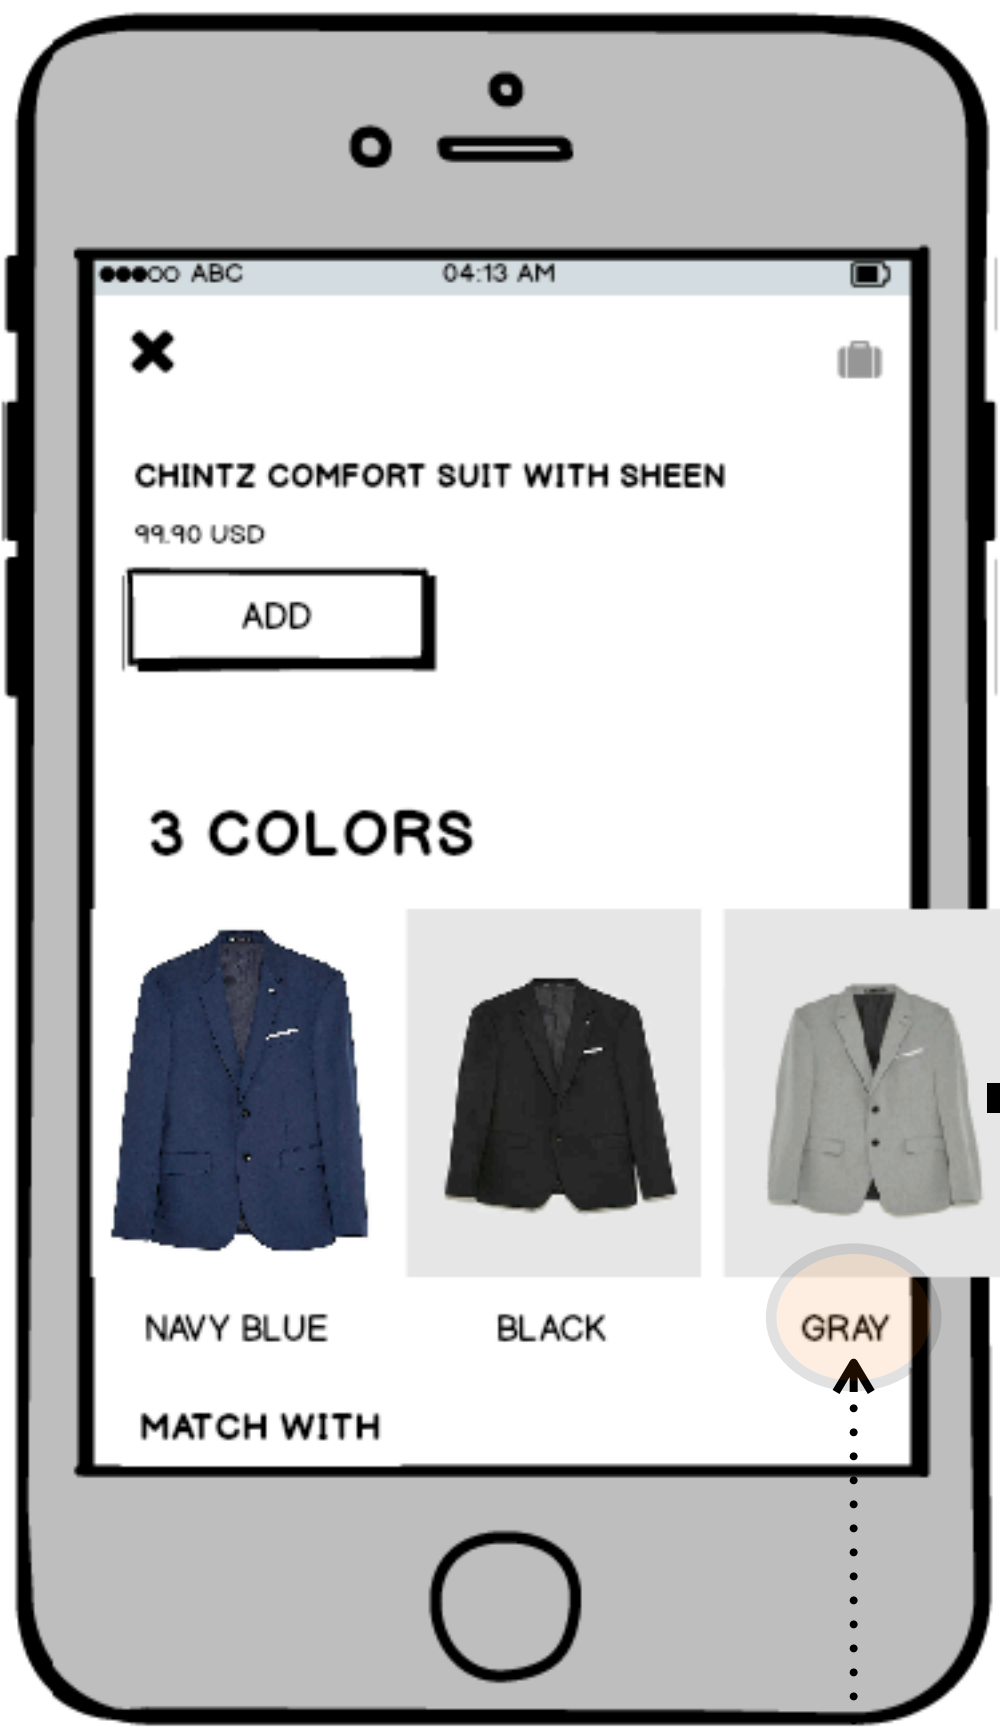 ABC 04:13 AM
CHINTZ COMFORT SUIT WITH SHEEN
99.90 USD
ADD
3 COLORS
NAVY BLUE BLACK GRAY
MATCH WITH